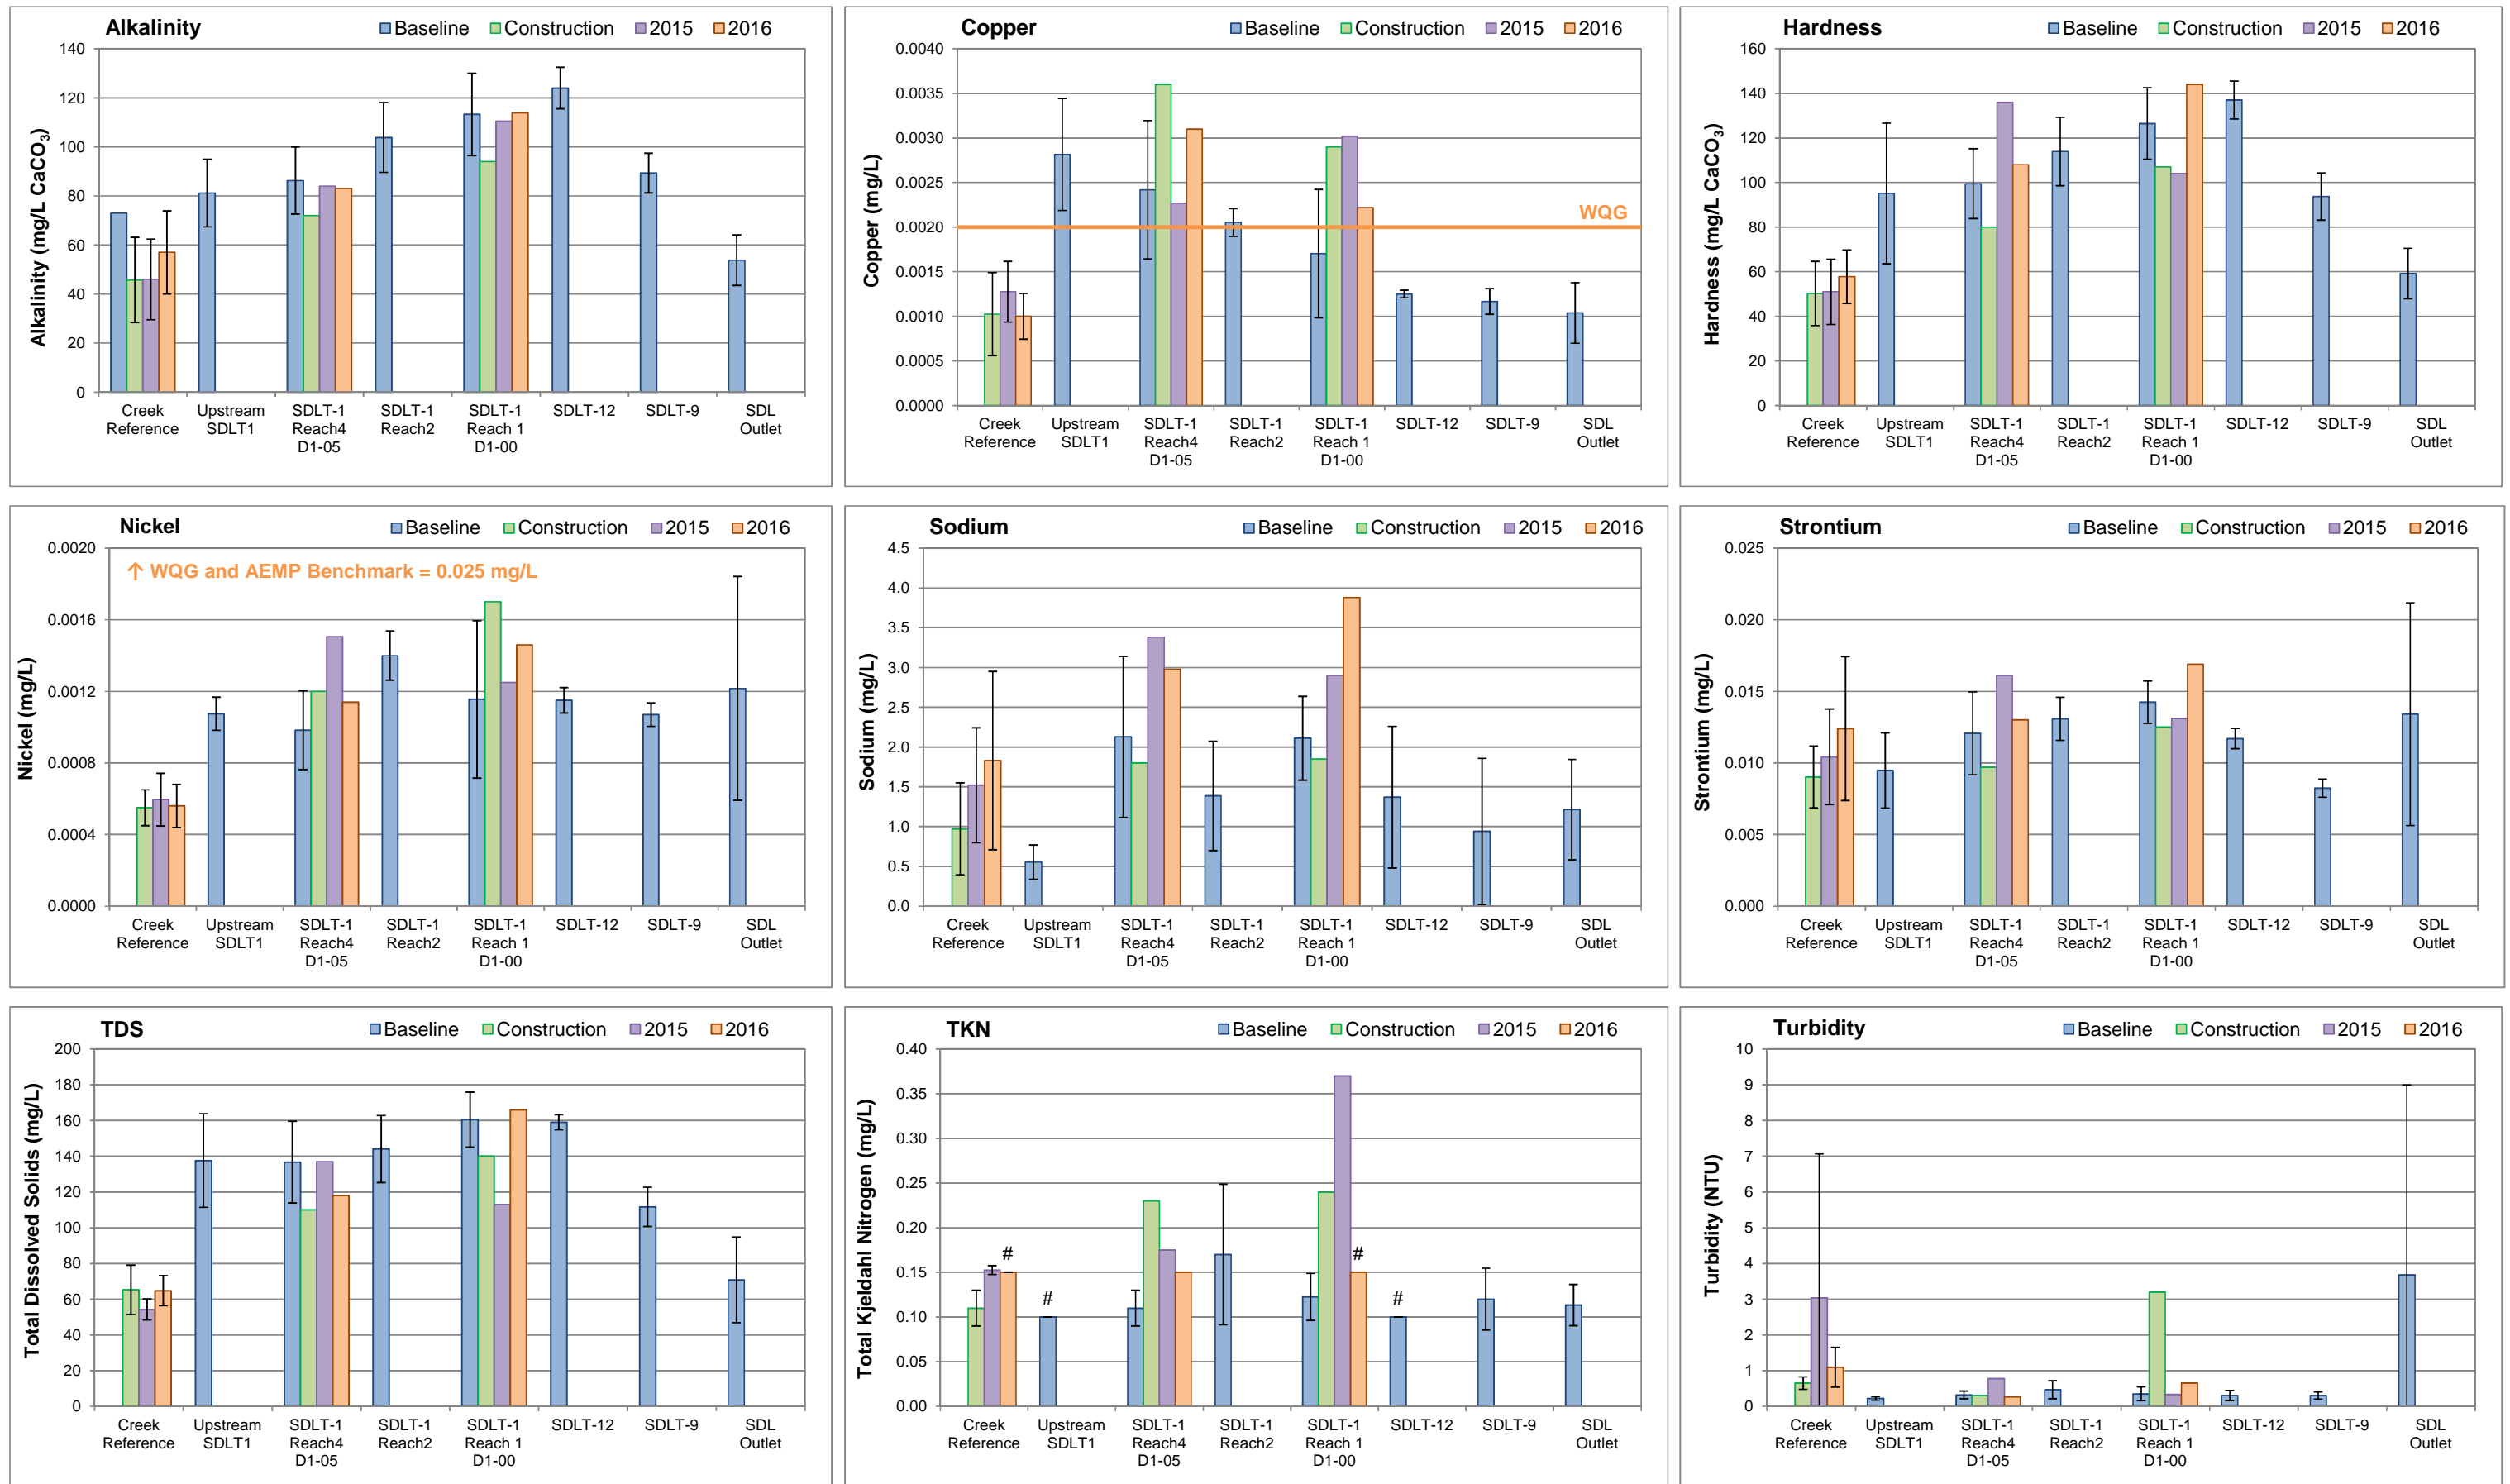 Alkalinity
Baseline Construction 2015 2016
Alkalinity (mg/L CaCO₃)
140
120
100
80
60
40
20
0
Creek Reference
Upstream SDLT1
SDLT-1 Reach4 D1-05
SDLT-1 Reach2
SDLT-1 Reach 1 D1-00
SDLT-12
SDLT-9
SDL Outlet
Copper
Baseline Construction 2015 2016
Copper (mg/L)
0.0040
0.0035
0.0030
0.0025
0.0020
0.0015
0.0010
0.0005
0.0000
WQG
Creek Reference
Upstream SDLT1
SDLT-1 Reach4 D1-05
SDLT-1 Reach2
SDLT-1 Reach 1 D1-00
SDLT-12
SDLT-9
SDL Outlet
Hardness
Baseline Construction 2015 2016
Hardness (mg/L CaCO₃)
160
140
120
100
80
60
40
20
0
Creek Reference
Upstream SDLT1
SDLT-1 Reach4 D1-05
SDLT-1 Reach2
SDLT-1 Reach 1 D1-00
SDLT-12
SDLT-9
SDL Outlet
Nickel
Baseline Construction 2015 2016
↑ WQG and AEMP Benchmark = 0.025 mg/L
Nickel (mg/L)
0.0020
0.0016
0.0012
0.0008
0.0004
0.0000
Creek Reference
Upstream SDLT1
SDLT-1 Reach4 D1-05
SDLT-1 Reach2
SDLT-1 Reach 1 D1-00
SDLT-12
SDLT-9
SDL Outlet
Sodium
Baseline Construction 2015 2016
Sodium (mg/L)
4.5
4.0
3.5
3.0
2.5
2.0
1.5
1.0
0.5
0.0
Creek Reference
Upstream SDLT1
SDLT-1 Reach4 D1-05
SDLT-1 Reach2
SDLT-1 Reach 1 D1-00
SDLT-12
SDLT-9
SDL Outlet
Strontium
Baseline Construction 2015 2016
Strontium (mg/L)
0.025
0.020
0.015
0.010
0.005
0.000
Creek Reference
Upstream SDLT1
SDLT-1 Reach4 D1-05
SDLT-1 Reach2
SDLT-1 Reach 1 D1-00
SDLT-12
SDLT-9
SDL Outlet
TDS
Baseline Construction 2015 2016
Total Dissolved Solids (mg/L)
200
180
160
140
120
100
80
60
40
20
0
Creek Reference
Upstream SDLT1
SDLT-1 Reach4 D1-05
SDLT-1 Reach2
SDLT-1 Reach 1 D1-00
SDLT-12
SDLT-9
SDL Outlet
TKN
Baseline Construction 2015 2016
Total Kjeldahl Nitrogen (mg/L)
0.40
0.35
0.30
0.25
0.20
0.15
0.10
0.05
0.00
# # # #
Creek Reference
Upstream SDLT1
SDLT-1 Reach4 D1-05
SDLT-1 Reach2
SDLT-1 Reach 1 D1-00
SDLT-12
SDLT-9
SDL Outlet
Turbidity
Baseline Construction 2015 2016
Turbidity (NTU)
10
9
8
7
6
5
4
3
2
1
0
Creek Reference
Upstream SDLT1
SDLT-1 Reach4 D1-05
SDLT-1 Reach2
SDLT-1 Reach 1 D1-00
SDLT-12
SDLT-9
SDL Outlet